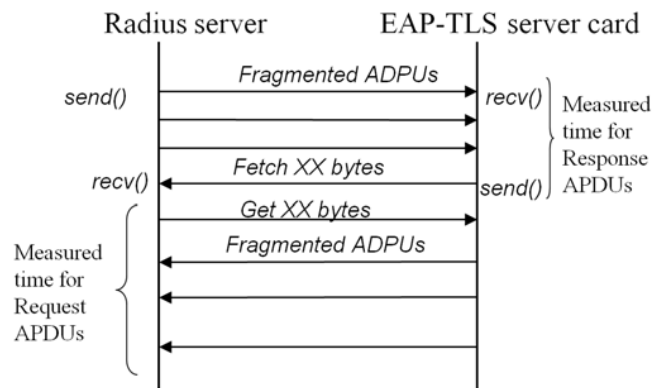 Radius server
EAP-TLS server card
Fragmented ADPUs
send()
recv()
Measured
time for
Response
APDUs
Fetch XX bytes
recv()
send()
Get XX bytes
Fragmented ADPUs
Measured
time for
Request
APDUs